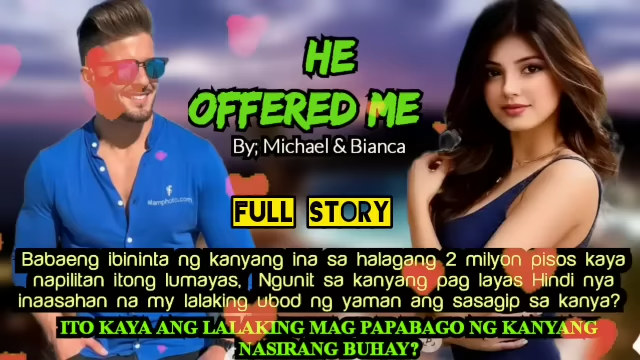 HE
OFFERED ME
By; Michael & Bianca
FULL STORY
Babaeng ibininta ng kanyang ina sa halagang 2 milyon pisos kaya
napilitan itong lumayas, Ngunit sa kanyang pag layas Hindi nya
inaasahan na my lalaking ubod ng yaman ang sasagip sa kanya?
ITO KAYA ANG LALAKING MAG PAPABAGO NG KANYANG
NASIRANG BUHAY?